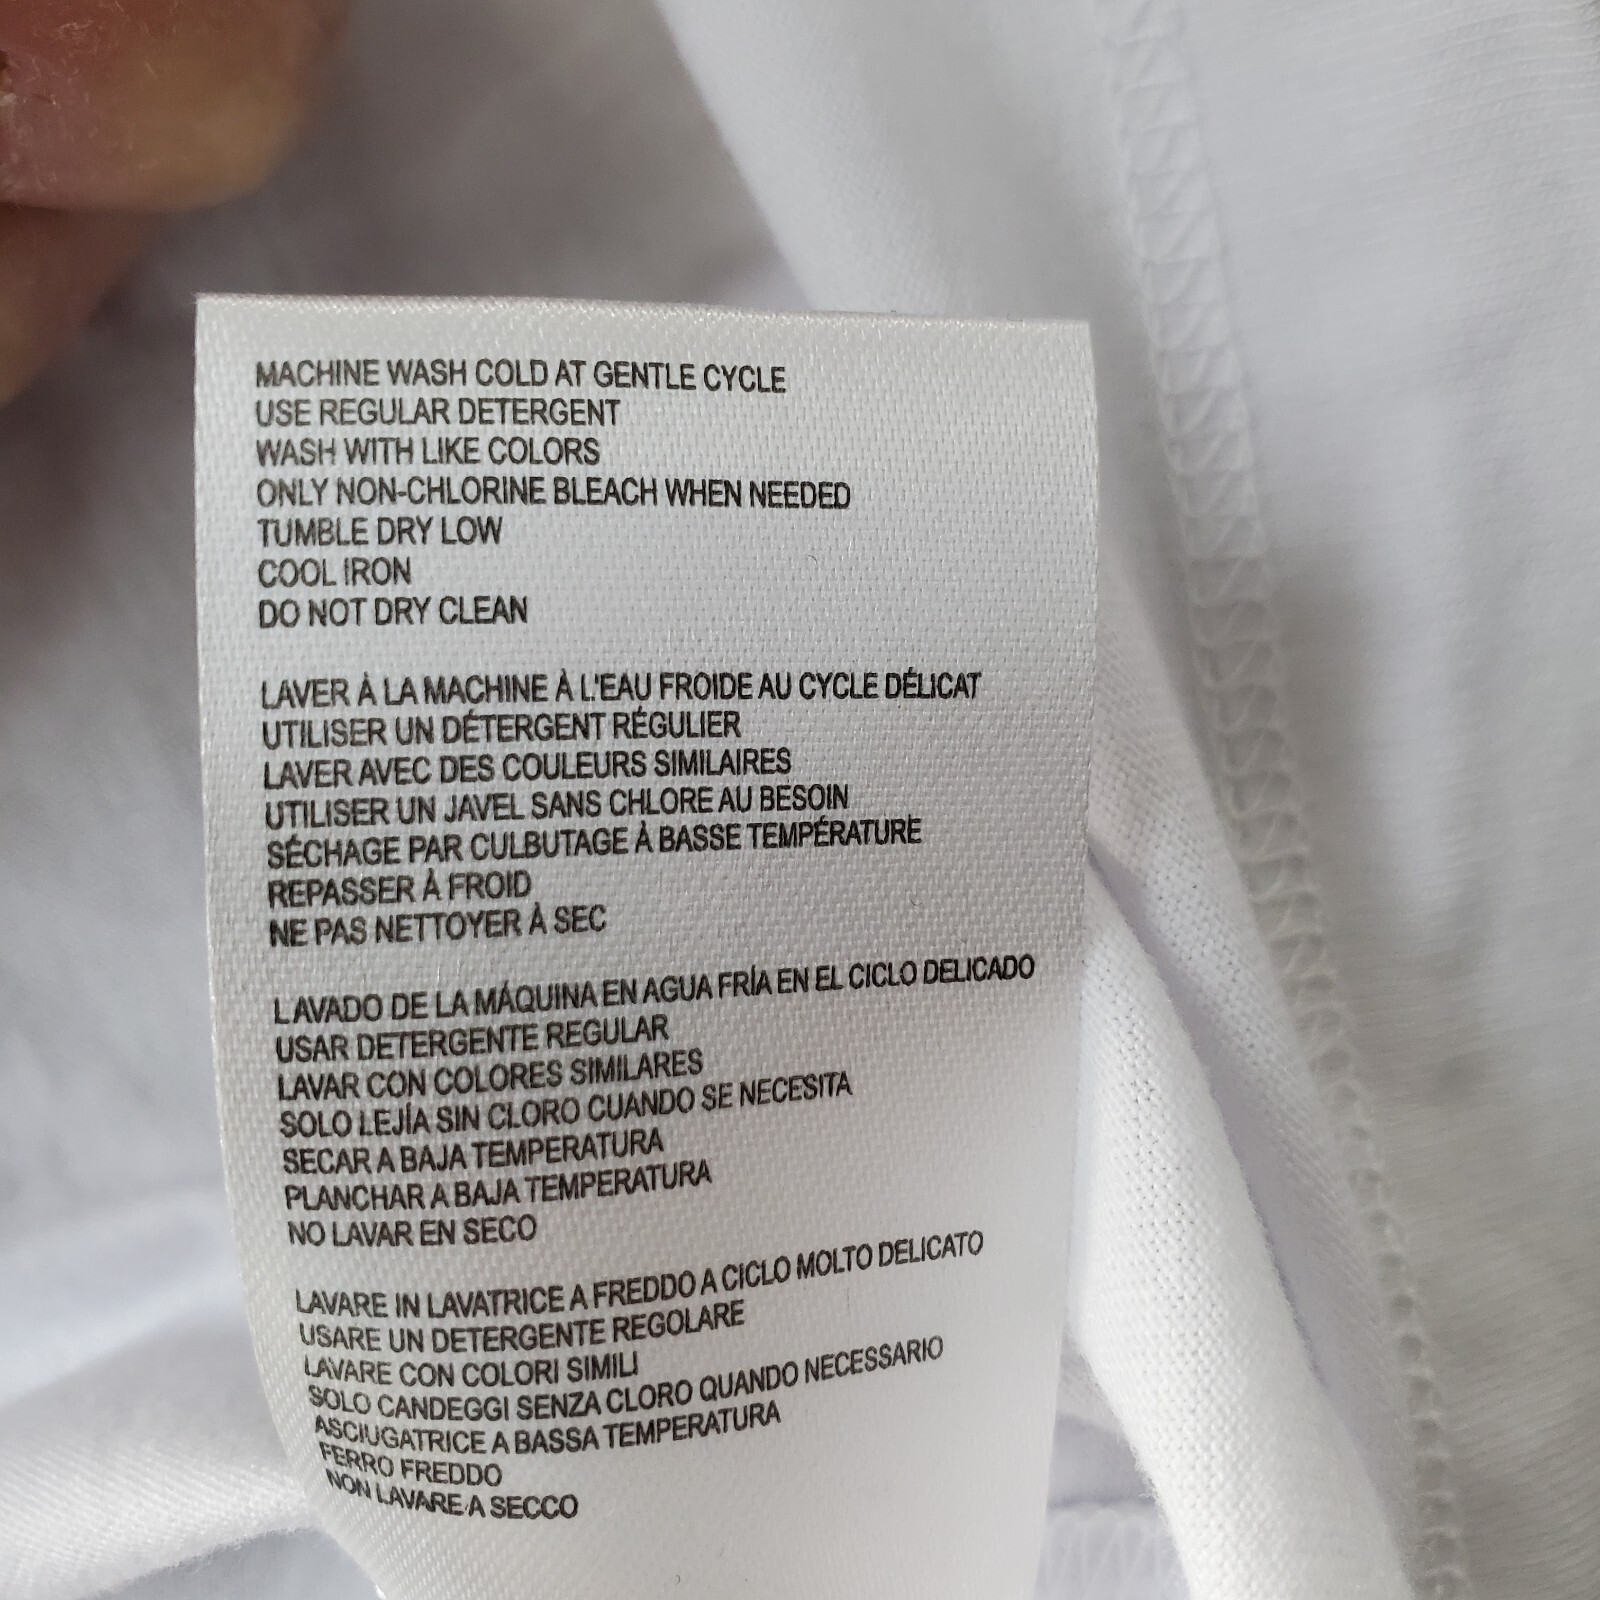 MACHINE WASH COLD AT GENTLE CYCLE
USE REGULAR DETERGENT
WASH WITH LIKE COLORS
ONLY NON-CHLORINE BLEACH WHEN NEEDED
TUMBLE DRY LOW
COOL IRON
DO NOT DRY CLEAN
LAVER À LA MACHINE À L'EAU FROIDE AU CYCLE DÉLICAT
UTILISER UN DÉTERGENT RÉGULIER
LAVER AVEC DES COULEURS SIMILAIRES
UTILISER UN JAVEL SANS CHLORE AU BESOIN
SÉCHAGE PAR CULBUTAGE À BASSE TEMPÉRATURE
REPASSER À FROID
NE PAS NETTOYER À SEC
LAVADO DE LA MÁQUINA EN AGUA FRÍA EN EL CICLO DELICADO
USAR DETERGENTE REGULAR
LAVAR CON COLORES SIMILARES
SOLO LEJÍA SIN CLORO CUANDO SE NECESITA
SECAR A BAJA TEMPERATURA
PLANCHAR A BAJA TEMPERATURA
NO LAVAR EN SECO
LAVARE IN LAVATRICE A FREDDO A CICLO MOLTO DELICATO
USARE UN DETERGENTE REGOLARE
LAVARE CON COLORI SIMILI
SOLO CANDEGGI SENZA CLORO QUANDO NECESSARIO
ASCIUGATRICE A BASSA TEMPERATURA
FERRO FREDDO
NON LAVARE A SECCO